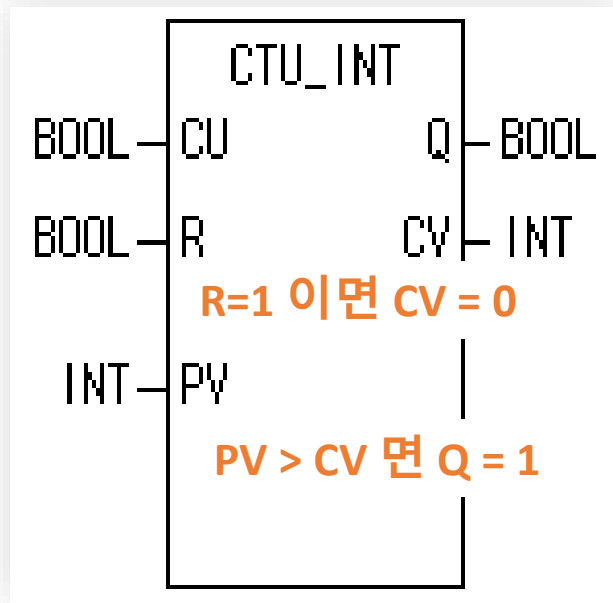 CTU_INT
BOOL CU Q BOOL
BOOL R CV INT
R=1 이면 CV = 0
INT PV
PV > CV 면 Q = 1